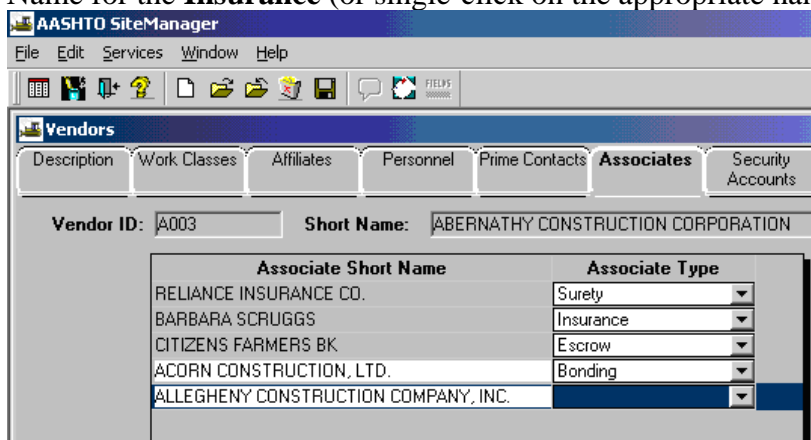 Name for the Insurance (or single-click on the appropriate
AASHTO SiteManager
File Edit Services Window Help
FIELDS
Vendors
Description Work Classes Affiliates Personnel Prime Contacts Associates Security Accounts
Vendor ID: A003 Short Name: ABERNATHY CONSTRUCTION CORPORATION
Associate Short Name Associate Type
RELIANCE INSURANCE CO. Surety
BARBARA SCRUGGS Insurance
CITIZENS FARMERS BK Escrow
ACORN CONSTRUCTION, LTD. Bonding
ALLEGHENY CONSTRUCTION COMPANY, INC.